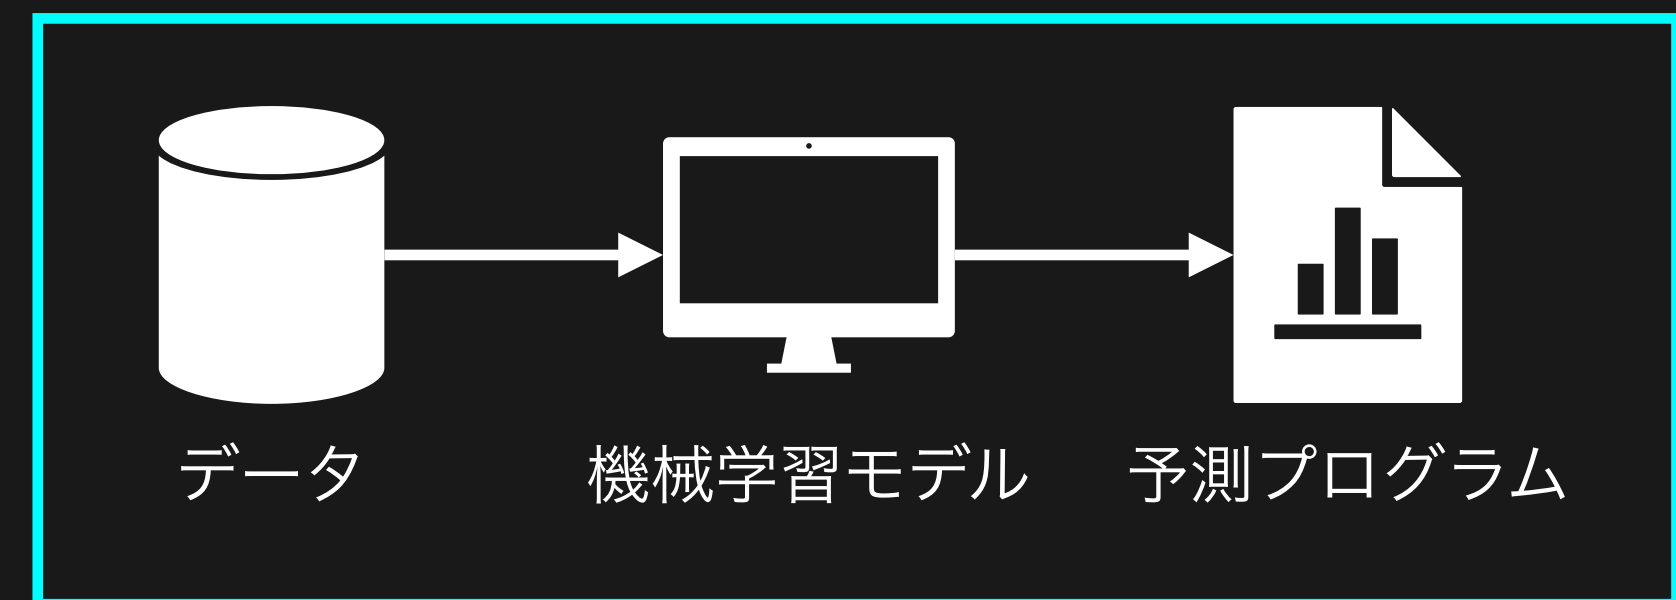 データ
機械学習モデル
予測プログラム